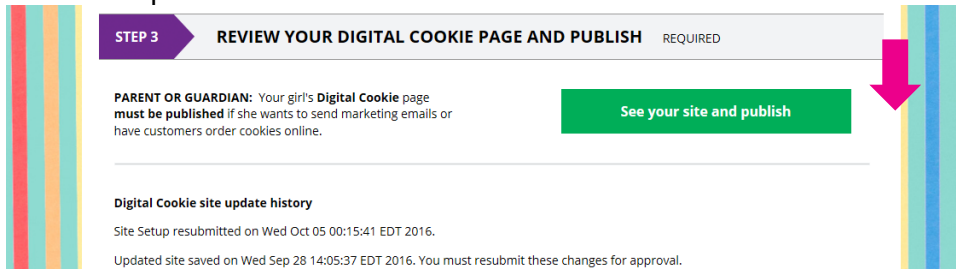 STEP 3 REVIEW YOUR DIGITAL COOKIE PAGE AND PUBLISH REQUIRED
PARENT OR GUARDIAN: Your girl's Digital Cookie page
must be published if she wants to send marketing emails or
have customers order cookies online.
See your site and publish
Digital Cookie site update history
Site Setup resubmitted on Wed Oct 05 00:15:41 EDT 2016.
Updated site saved on Wed Sep 28 14:05:37 EDT 2016. You must resubmit these changes for approval.